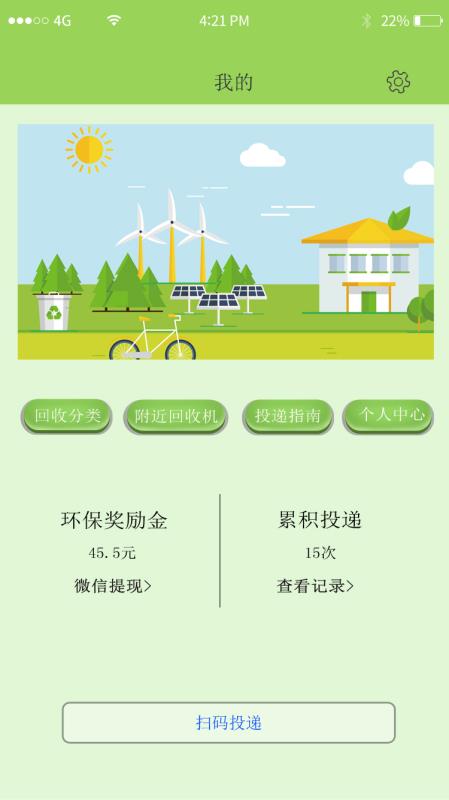 4G 4:21 PM 22%
我的
回收分类 附近回收机 投递指南 个人中心
环保奖励金 累积投递
45.5元 15次
微信提现> 查看记录>
扫码投递